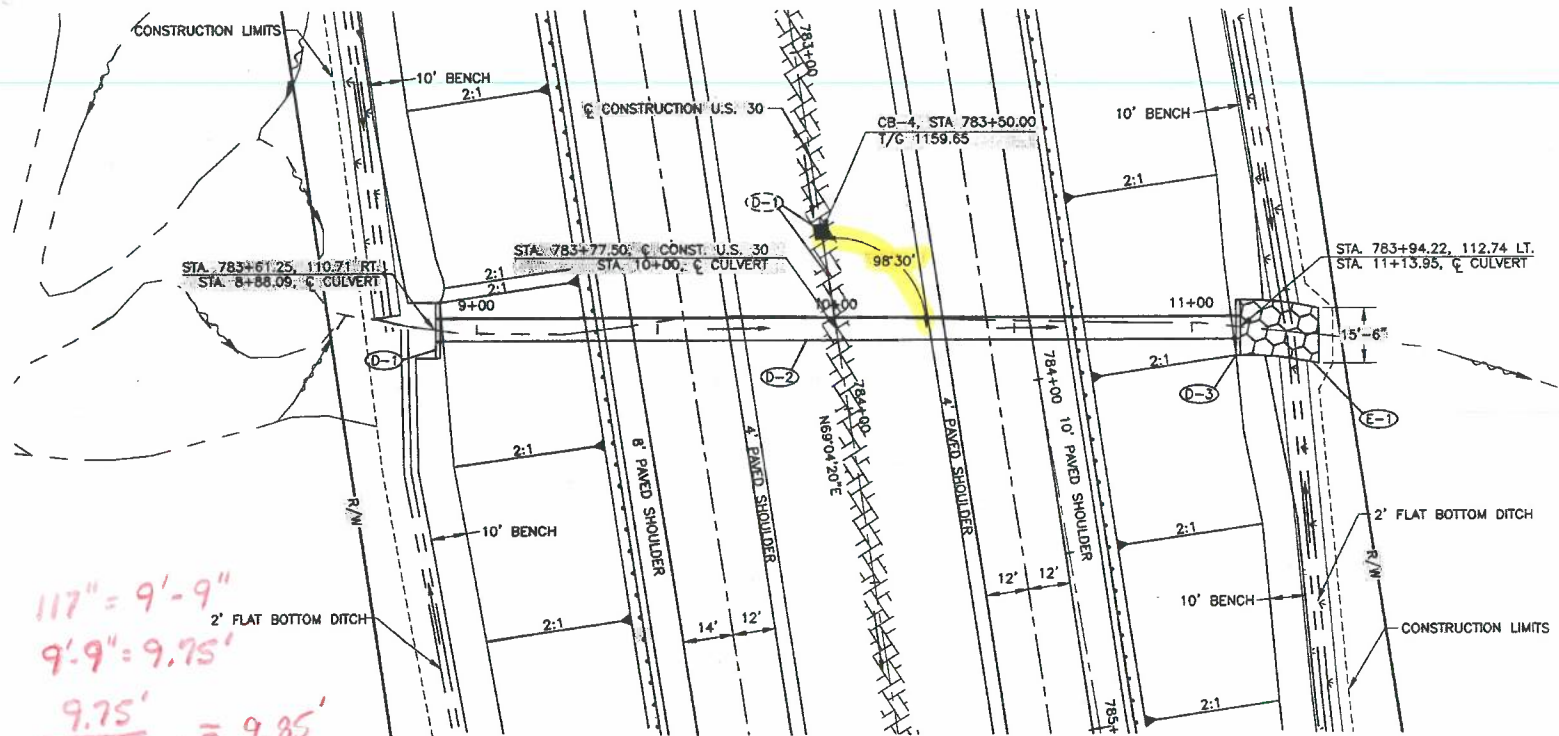 CONSTRUCTION LIMITS
10' BENCH
2:1
℄ CONSTRUCTION U.S. 30
783+00
CB-4, STA 783+50.00
T/G 1159.65
10' BENCH
2:1
D-1
98°30'
STA. 783+61.25, 110.71 RT.
STA. 8+88.09, ℄ CULVERT
2:1
2:1
STA. 783+77.50, ℄ CONST. U.S. 30
STA. 10+00, ℄ CULVERT
STA. 783+94.22, 112.74 LT.
STA. 11+13.95, ℄ CULVERT
9+00
10+00
11+00
15'-6"
D-1
D-2
2:1
D-3
E-1
784+00
784+00
N69°04'20"E
R/W
2:1
8' PAVED SHOULDER
4' PAVED SHOULDER
4' PAVED SHOULDER
10' PAVED SHOULDER
2:1
2' FLAT BOTTOM DITCH
R/W
10' BENCH
12'
12'
10' BENCH
117" = 9'-9"
2' FLAT BOTTOM DITCH
2:1
14'
12'
CONSTRUCTION LIMITS
9'-9" = 9.75'
9.75'
= 9.85'
2:1
785+